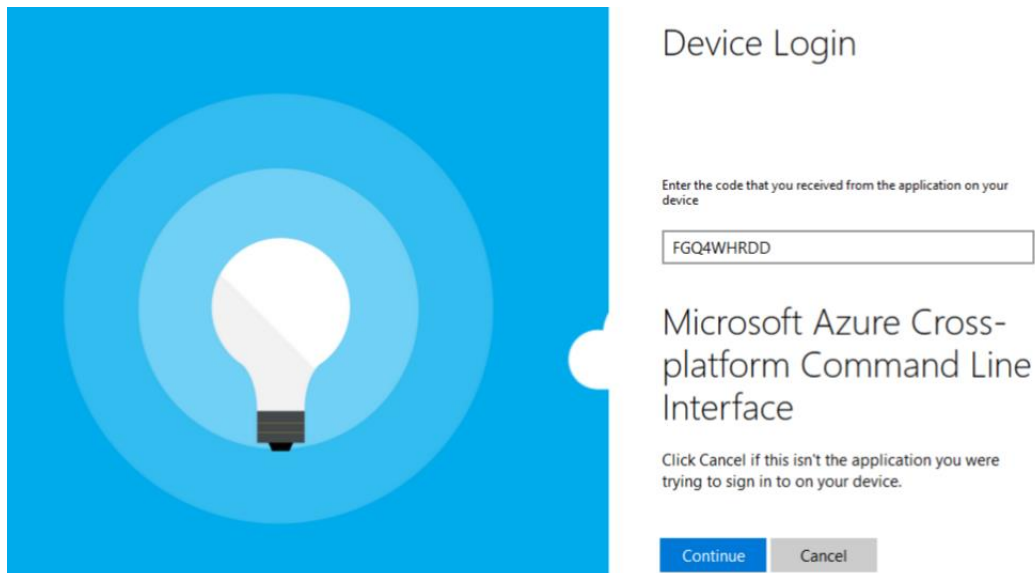 Device Login
Enter the code that you received from the application on your
device
FGQ4WHRDD
Microsoft Azure Cross-
platform Command Line
Interface
Click Cancel if this isn't the application you were
trying to sign in to on your device.
Continue Cancel